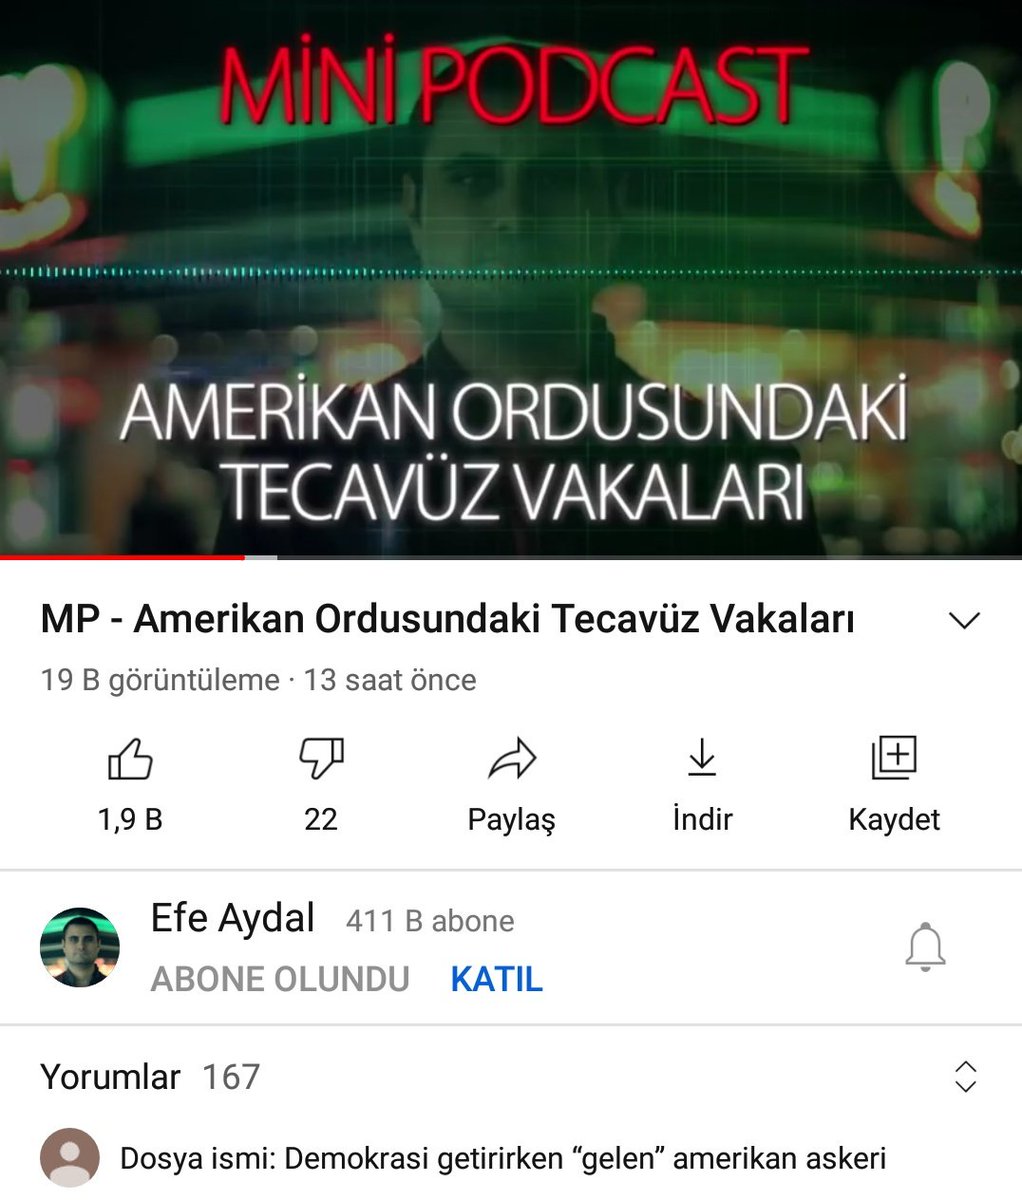 MİNİ PODCAST
AMERİKAN ORDUSUNDAKİ
TECAVÜZ VAKALARI
MP - Amerikan Ordusundaki Tecavüz Vakaları
19 B görüntüleme · 13 saat önce
1,9 B 22 Paylaş İndir Kaydet
Efe Aydal 411 B abone
ABONE OLUNDU KATIL
Yorumlar 167
Dosya ismi: Demokrasi getirirken “gelen” amerikan askeri